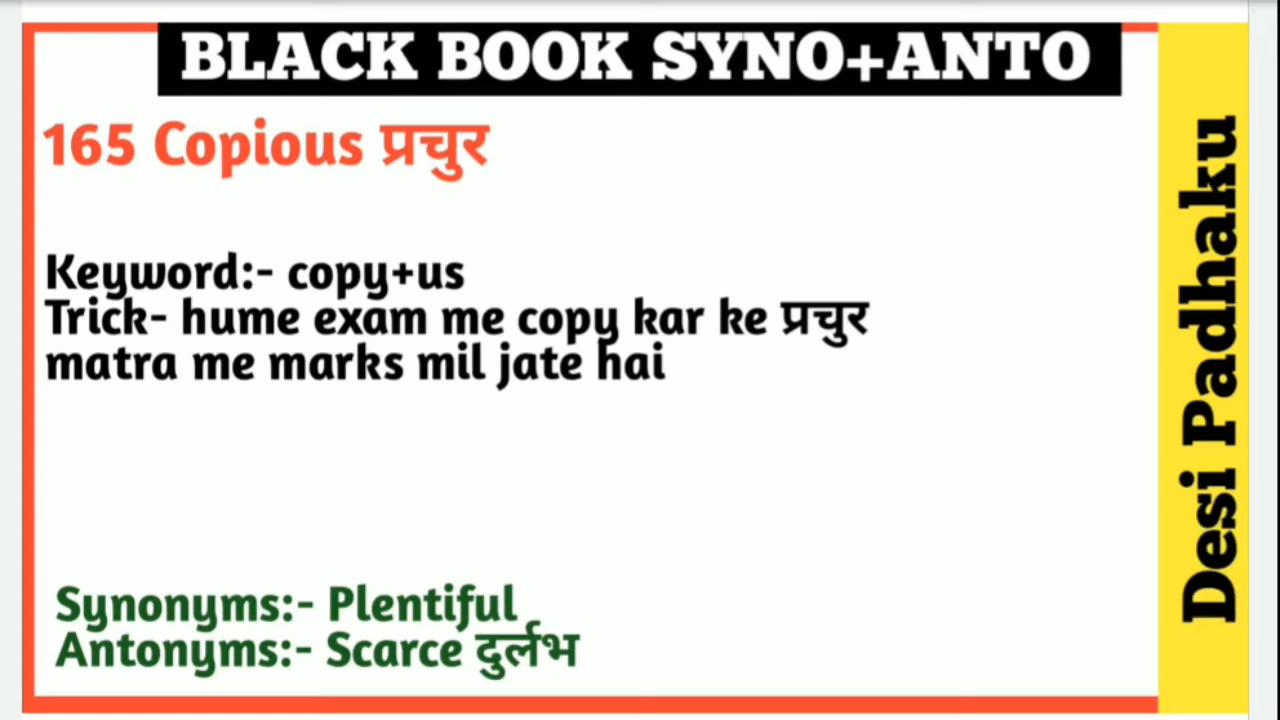 BLACK BOOK SYNO+ANTO
165 Copious प्रचुर
Keyword:- copy+us
Trick- hume exam me copy kar ke प्रचुर
matra me marks mil jate hai
Synonyms:- Plentiful
Antonyms:- Scarce दुर्लभ
Desi Padhaku